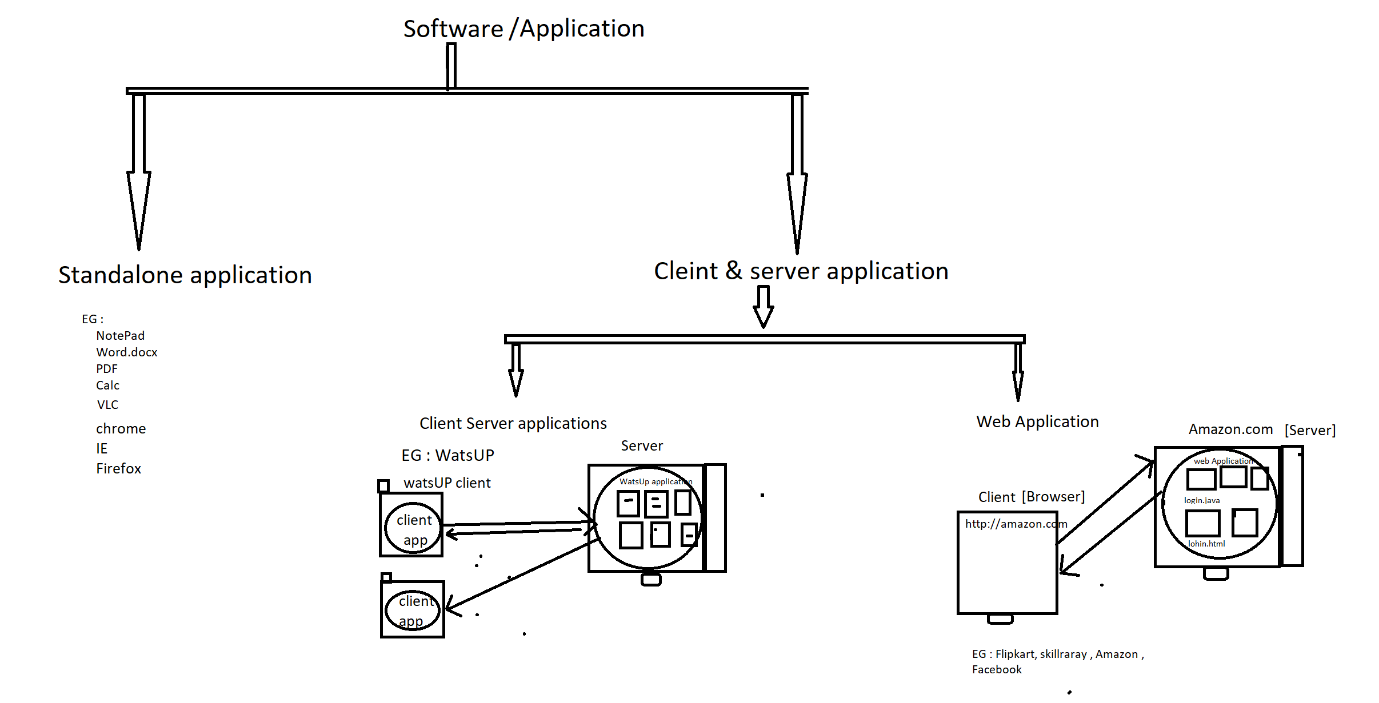 Software /Application
Standalone application
EG :
NotePad
Word.docx
PDF
Calc
VLC
chrome
IE
Firefox
Cleint & server application
Client Server applications
EG : WatsUP
watsUP client
client
app
client
app
Server
WatsUp application
Web Application
Amazon.com [Server]
web Application
login.java
lohin.html
Client [Browser]
http://amazon.com
EG : Flipkart, skillraray , Amazon ,
Facebook